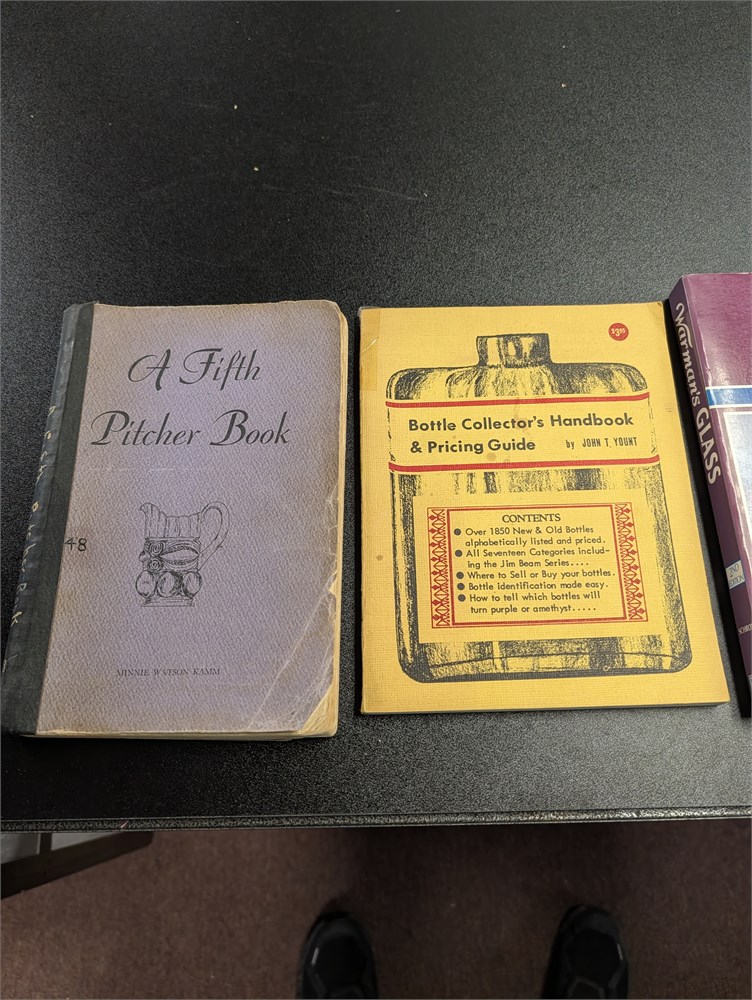 A Fifth
Pitcher Book
48
MINNIE WATSON KAMM
$3.95
Bottle Collector's Handbook
& Pricing Guide by JOHN T. YOUNT
CONTENTS
● Over 1850 New & Old Bottles
alphabetically listed and priced.
● All Seventeen Categories includ-
ing the Jim Beam Series....
● Where to Sell or Buy your bottles.
● Bottle identification made easy.
● How to tell which bottles will
turn purple or amethyst.....
Warman's GLASS
2ND
EDITION